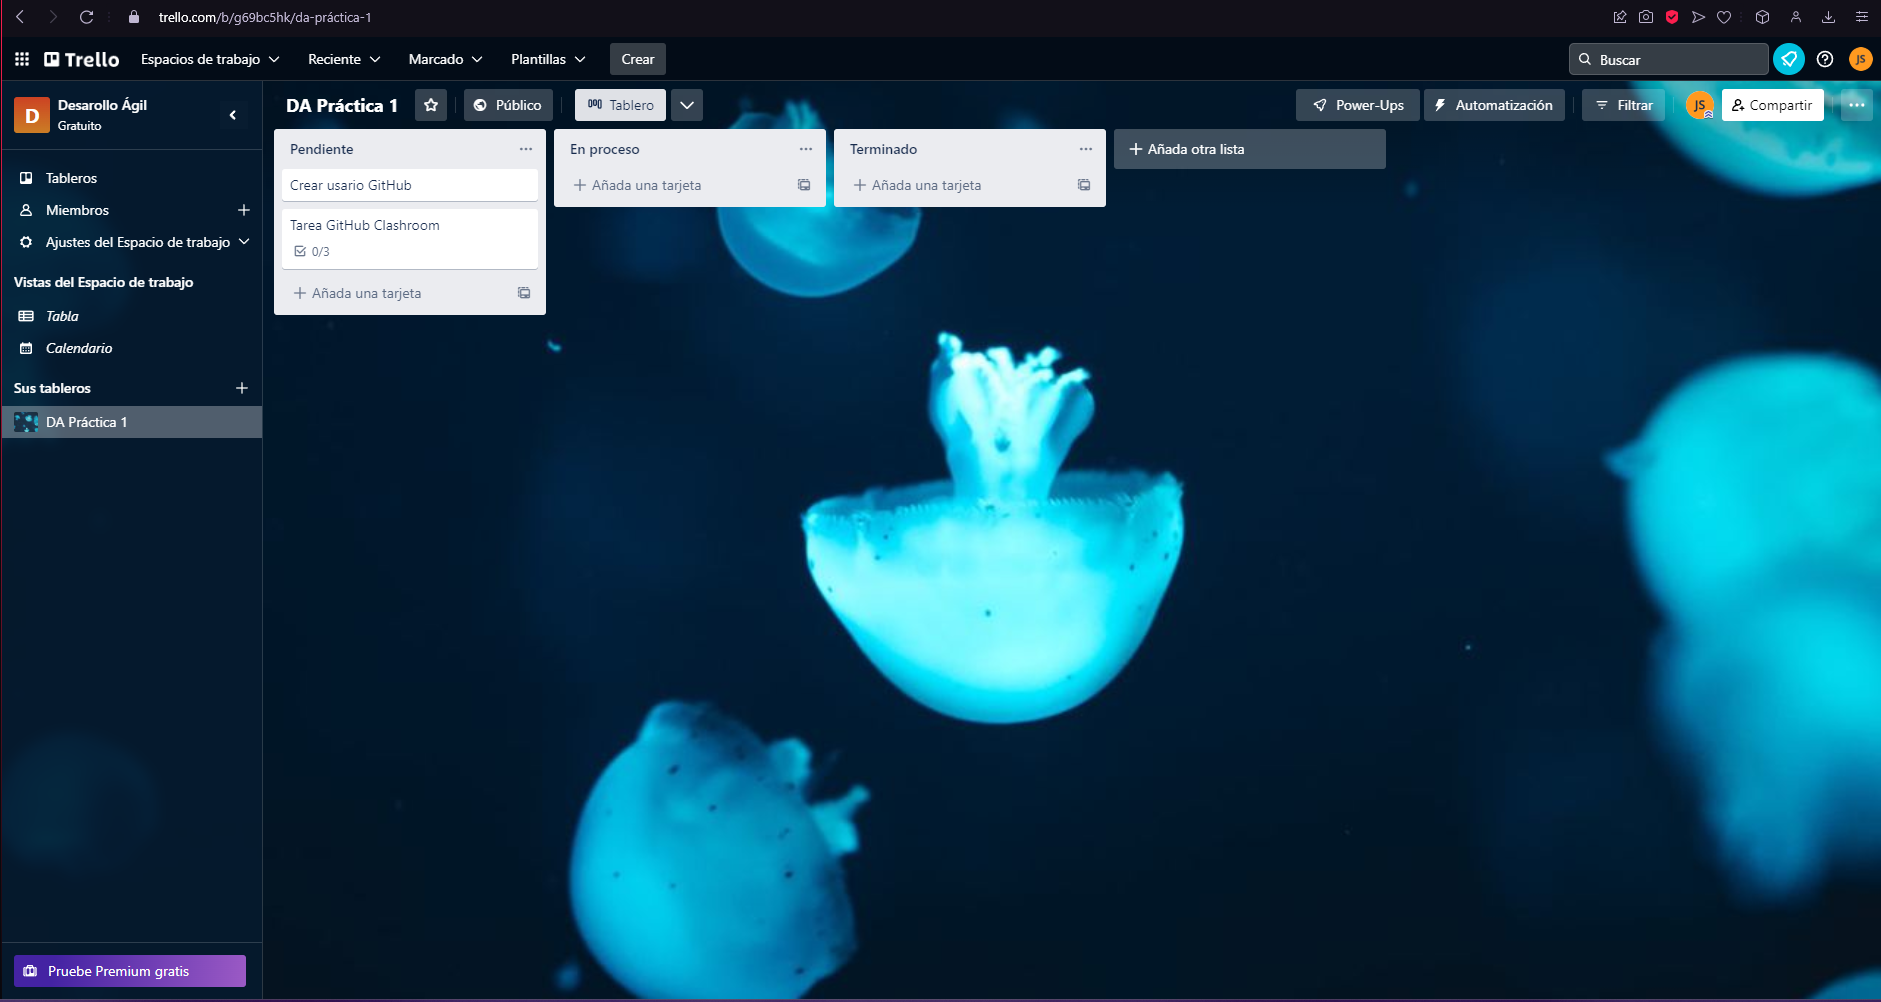 trello.com/b/g69bc5hk/da-práctica-1
Trello Espacios de trabajo Reciente Marcado Plantillas Crear Buscar JS
D Desarollo Ágil
Gratuito
DA Práctica 1 Público Tablero Power-Ups Automatización Filtrar JS Compartir
Tableros
Miembros
Ajustes del Espacio de trabajo
Vistas del Espacio de trabajo
Tabla
Calendario
Sus tableros
DA Práctica 1
Pruebe Premium gratis
Pendiente
Crear usario GitHub
Tarea GitHub Clashroom
0/3
Añada una tarjeta
En proceso
Añada una tarjeta
Terminado
Añada una tarjeta
Añada otra lista